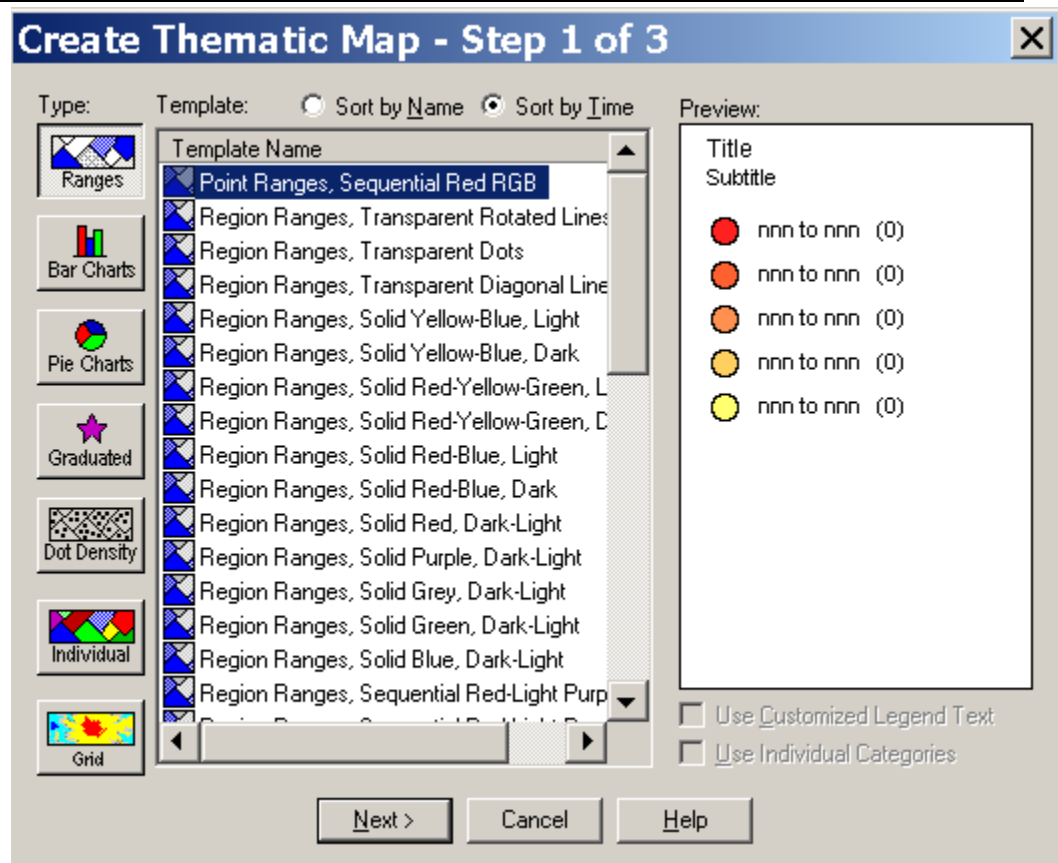 Create Thematic Map - Step 1 of 3
Type:
Template:
Sort by Name
Sort by Time
Preview:
Ranges
Bar Charts
Pie Charts
Graduated
Dot Density
Individual
Grid
Template Name
Point Ranges, Sequential Red RGB
Region Ranges, Transparent Rotated Lines
Region Ranges, Transparent Dots
Region Ranges, Transparent Diagonal Line
Region Ranges, Solid Yellow-Blue, Light
Region Ranges, Solid Yellow-Blue, Dark
Region Ranges, Solid Red-Yellow-Green, L
Region Ranges, Solid Red-Yellow-Green, D
Region Ranges, Solid Red-Blue, Light
Region Ranges, Solid Red-Blue, Dark
Region Ranges, Solid Red, Dark-Light
Region Ranges, Solid Purple, Dark-Light
Region Ranges, Solid Grey, Dark-Light
Region Ranges, Solid Green, Dark-Light
Region Ranges, Solid Blue, Dark-Light
Region Ranges, Sequential Red-Light Purp
Title
Subtitle
nnn to nnn (0)
nnn to nnn (0)
nnn to nnn (0)
nnn to nnn (0)
nnn to nnn (0)
Use Customized Legend Text
Use Individual Categories
Next >
Cancel
Help